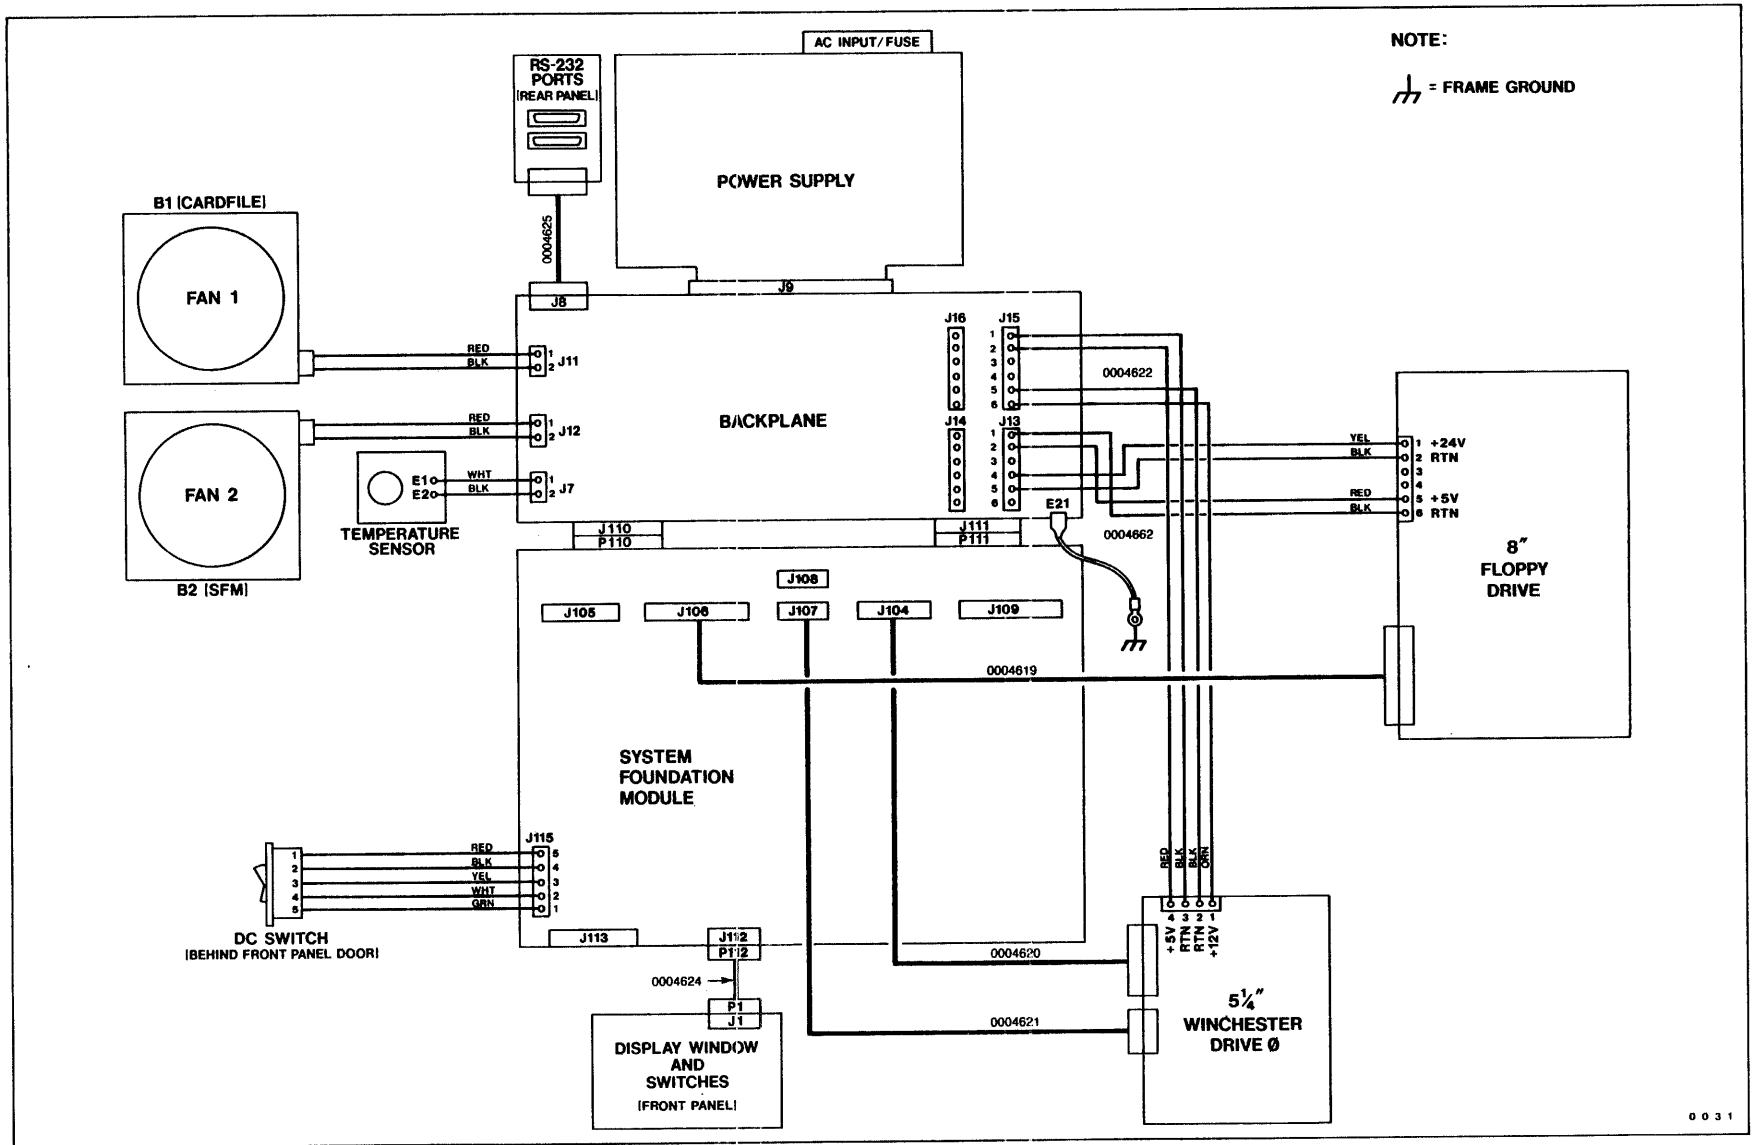 AC INPUT/FUSE
NOTE:
= FRAME GROUND
RS-232
PORTS
(REAR PANEL)
POWER SUPPLY
0004625
B1 (CARDFILE)
FAN 1
J8
J9
J16
J15
1
2
3
4
5
6
RED
BLK
1
2
J11
0004622
BACKPLANE
RED
BLK
1
2
J12
J14
J13
1
2
3
4
5
6
YEL
BLK
RED
BLK
1 +24V
2 RTN
3
4
5 +5V
6 RTN
FAN 2
E1
E2
WHT
BLK
1
2
J7
TEMPERATURE
SENSOR
B2 (SFM)
E21
0004662
J110
P110
J111
P111
8"
FLOPPY
DRIVE
J108
J105
J106
J107
J104
J109
0004619
SYSTEM
FOUNDATION
MODULE
J115
1
2
3
4
5
RED
BLK
YEL
WHT
GRN
5
4
3
2
1
DC SWITCH
(BEHIND FRONT PANEL DOOR)
RED
BLK
BLK
ORN
4
3
2
1
+5V
RTN
RTN
+12V
J113
J112
P112
0004620
0004624
P1
J1
0004621
5¼"
WINCHESTER
DRIVE Ø
DISPLAY WINDOW
AND
SWITCHES
(FRONT PANEL)
0031